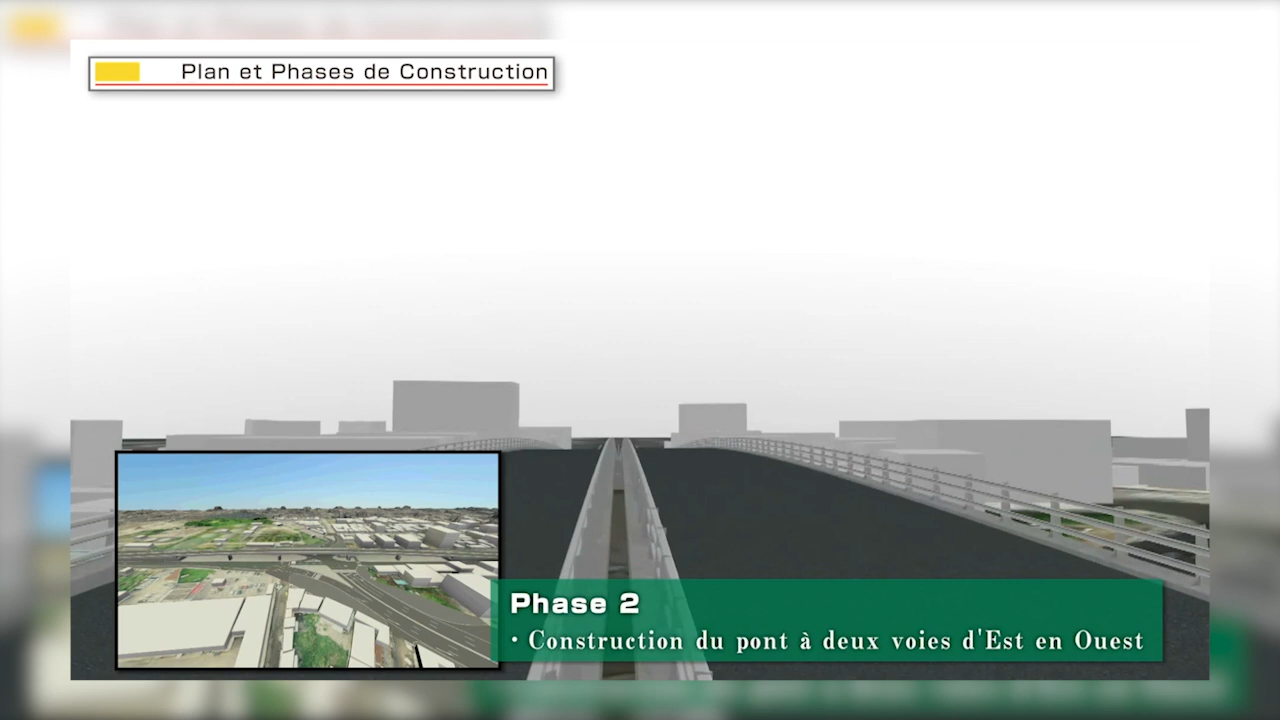 Plan et Phases de Construction
Phase 2
· Construction du pont à deux voies d'Est en Ouest